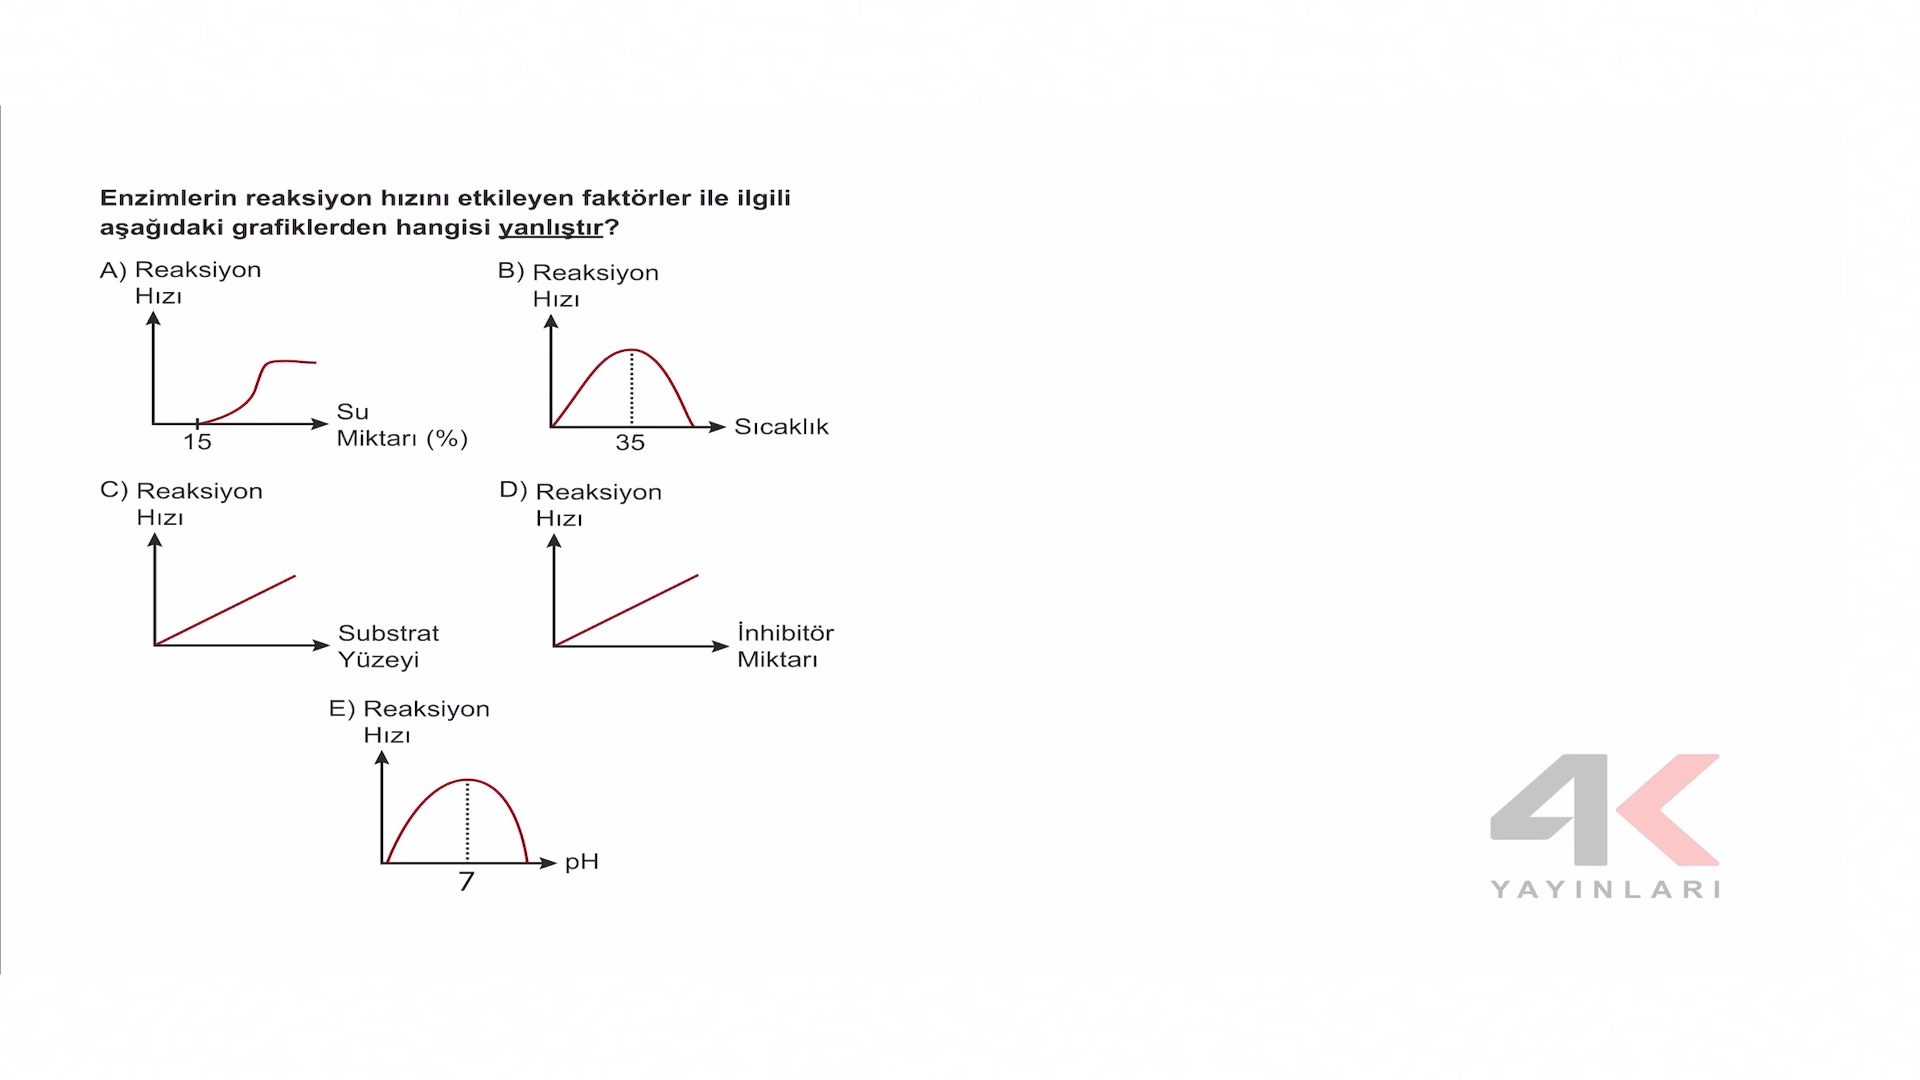 Enzimlerin reaksiyon hızını etkileyen faktörler ile ilgili
aşağıdaki grafiklerden hangisi yanlıştır?
A) Reaksiyon
Hızı
15
Su
Miktarı (%)
B) Reaksiyon
Hızı
35
Sıcaklık
C) Reaksiyon
Hızı
Substrat
Yüzeyi
D) Reaksiyon
Hızı
İnhibitör
Miktarı
E) Reaksiyon
Hızı
7
pH
4K
YAYINLARI